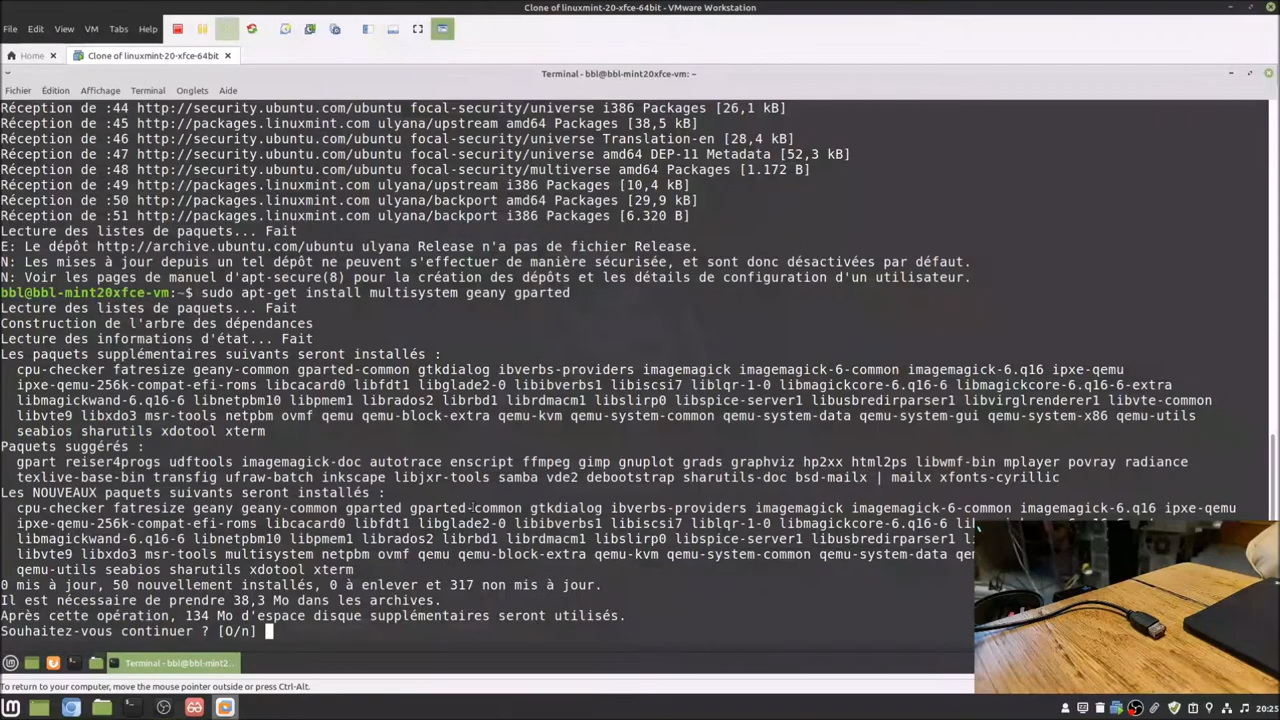 Clone of linuxmint-20-xfce-64bit - VMware Workstation
File Edit View VM Tabs Help
Home Clone of linuxmint-20-xfce-64bit
Terminal - bbl@bbl-mint20xfce-vm: ~
Fichier Édition Affichage Terminal Onglets Aide
Réception de :44 http://security.ubuntu.com/ubuntu focal-security/universe i386 Packages [26,1 kB]
Réception de :45 http://packages.linuxmint.com ulyana/upstream amd64 Packages [38,5 kB]
Réception de :46 http://security.ubuntu.com/ubuntu focal-security/universe Translation-en [28,4 kB]
Réception de :47 http://security.ubuntu.com/ubuntu focal-security/universe amd64 DEP-11 Metadata [52,3 kB]
Réception de :48 http://security.ubuntu.com/ubuntu focal-security/multiverse amd64 Packages [1.172 B]
Réception de :49 http://packages.linuxmint.com ulyana/upstream i386 Packages [10,4 kB]
Réception de :50 http://packages.linuxmint.com ulyana/backport amd64 Packages [29,9 kB]
Réception de :51 http://packages.linuxmint.com ulyana/backport i386 Packages [6.320 B]
Lecture des listes de paquets... Fait
E: Le dépôt http://archive.ubuntu.com/ubuntu ulyana Release n'a pas de fichier Release.
N: Les mises à jour depuis un tel dépôt ne peuvent s'effectuer de manière sécurisée, et sont donc désactivées par défaut.
N: Voir les pages de manuel d'apt-secure(8) pour la création des dépôts et les détails de configuration d'un utilisateur.
bbl@bbl-mint20xfce-vm:~$ sudo apt-get install multisystem geany gparted
Lecture des listes de paquets... Fait
Construction de l'arbre des dépendances
Lecture des informations d'état... Fait
Les paquets supplémentaires suivants seront installés :
cpu-checker fatresize geany-common gparted-common gtkdialog ibverbs-providers imagemagick imagemagick-6-common imagemagick-6.q16 ipxe-qemu
ipxe-qemu-256k-compat-efi-roms libcacard0 libfdt1 libglade2-0 libibverbs1 libiscsi7 liblqr-1-0 libmagickcore-6.q16-6 libmagickcore-6.q16-6-extra
libmagickwand-6.q16-6 libnetpbm10 libpmem1 librados2 librbd1 librdmacm1 libslirp0 libspice-server1 libusbredirparser1 libvirglrenderer1 libvte-common
libvte9 libxdo3 msr-tools netpbm ovmf qemu qemu-block-extra qemu-kvm qemu-system-common qemu-system-data qemu-system-gui qemu-system-x86 qemu-utils
seabios sharutils xdotool xterm
Paquets suggérés :
gpart reiser4progs udftools imagemagick-doc autotrace enscript ffmpeg gimp gnuplot grads graphviz hp2xx html2ps libwmf-bin mplayer povray radiance
texlive-base-bin transfig ufraw-batch inkscape libjxr-tools samba vde2 debootstrap sharutils-doc bsd-mailx | mailx xfonts-cyrillic
Les NOUVEAUX paquets suivants seront installés :
cpu-checker fatresize geany geany-common gparted gparted-common gtkdialog ibverbs-providers imagemagick imagemagick-6-common imagemagick-6.q16
ipxe-qemu-256k-compat-efi-roms libcacard0 libfdt1 libglade2-0 libibverbs1 libiscsi7 liblqr-1-0
libmagickwand-6.q16-6 libnetpbm10 libpmem1 librados2 librbd1 librdmacm1 libslirp0 libspice-server1
libvte9 libxdo3 msr-tools multisystem netpbm ovmf qemu qemu-block-extra qemu-kvm qemu-system-common qemu-system-data
qemu-utils seabios sharutils xdotool xterm
0 mis à jour, 50 nouvellement installés, 0 à enlever et 317 non mis à jour.
Il est nécessaire de prendre 38,3 Mo dans les archives.
Après cette opération, 134 Mo d'espace disque supplémentaires seront utilisés.
Souhaitez-vous continuer ? [O/n]
Terminal - bbl@bbl-mint2...
To return to your computer, move the mouse pointer outside or press Ctrl-Alt.
20:25